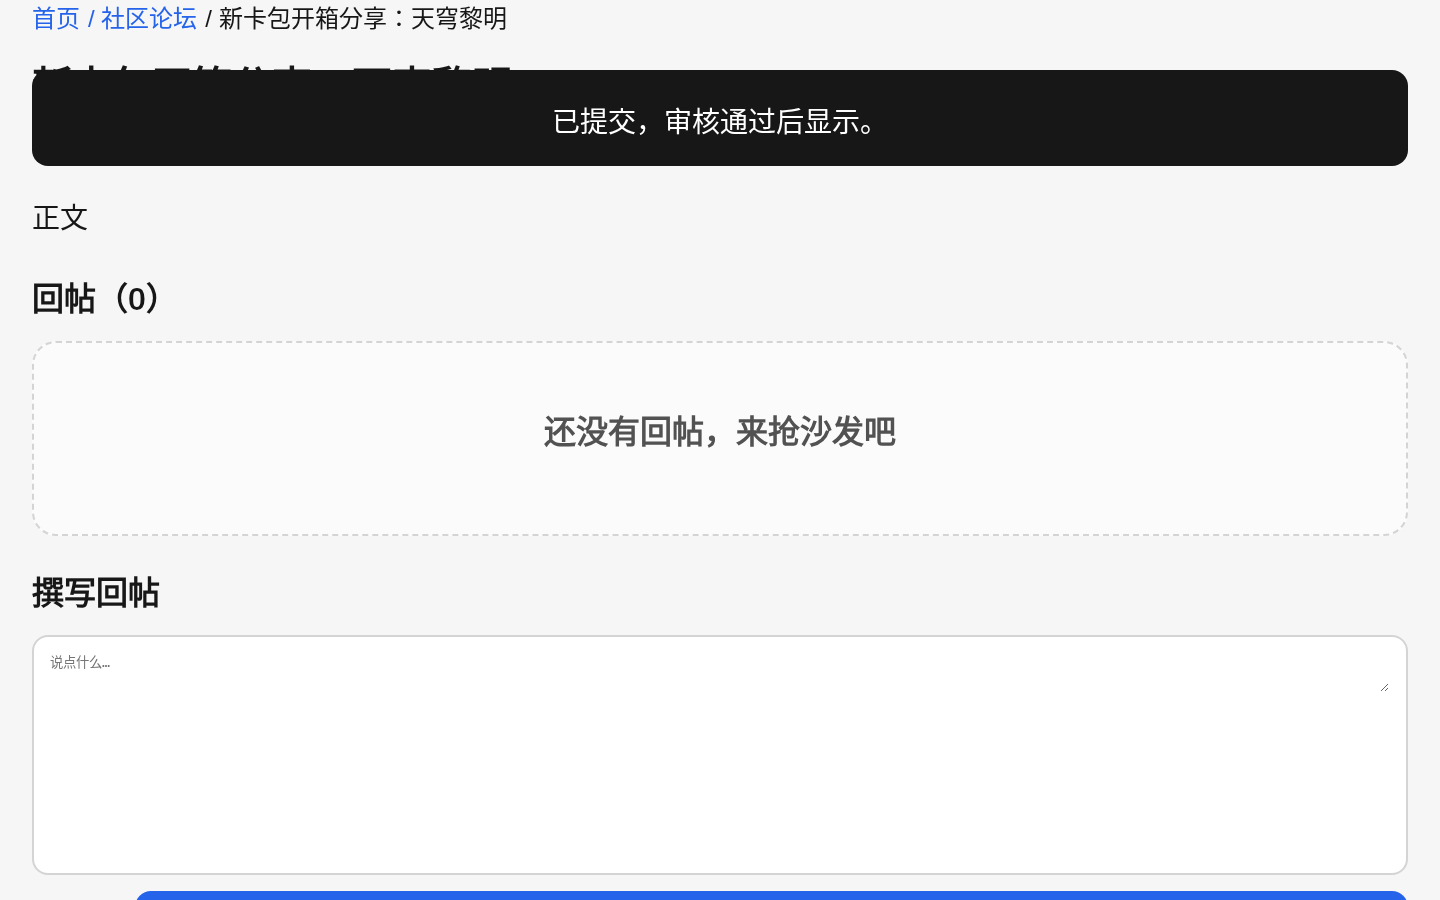 首页 / 社区论坛 / 新卡包开箱分享：天穹黎明
已提交，审核通过后显示。
正文
回帖（0）
还没有回帖，来抢沙发吧
撰写回帖
说点什么…